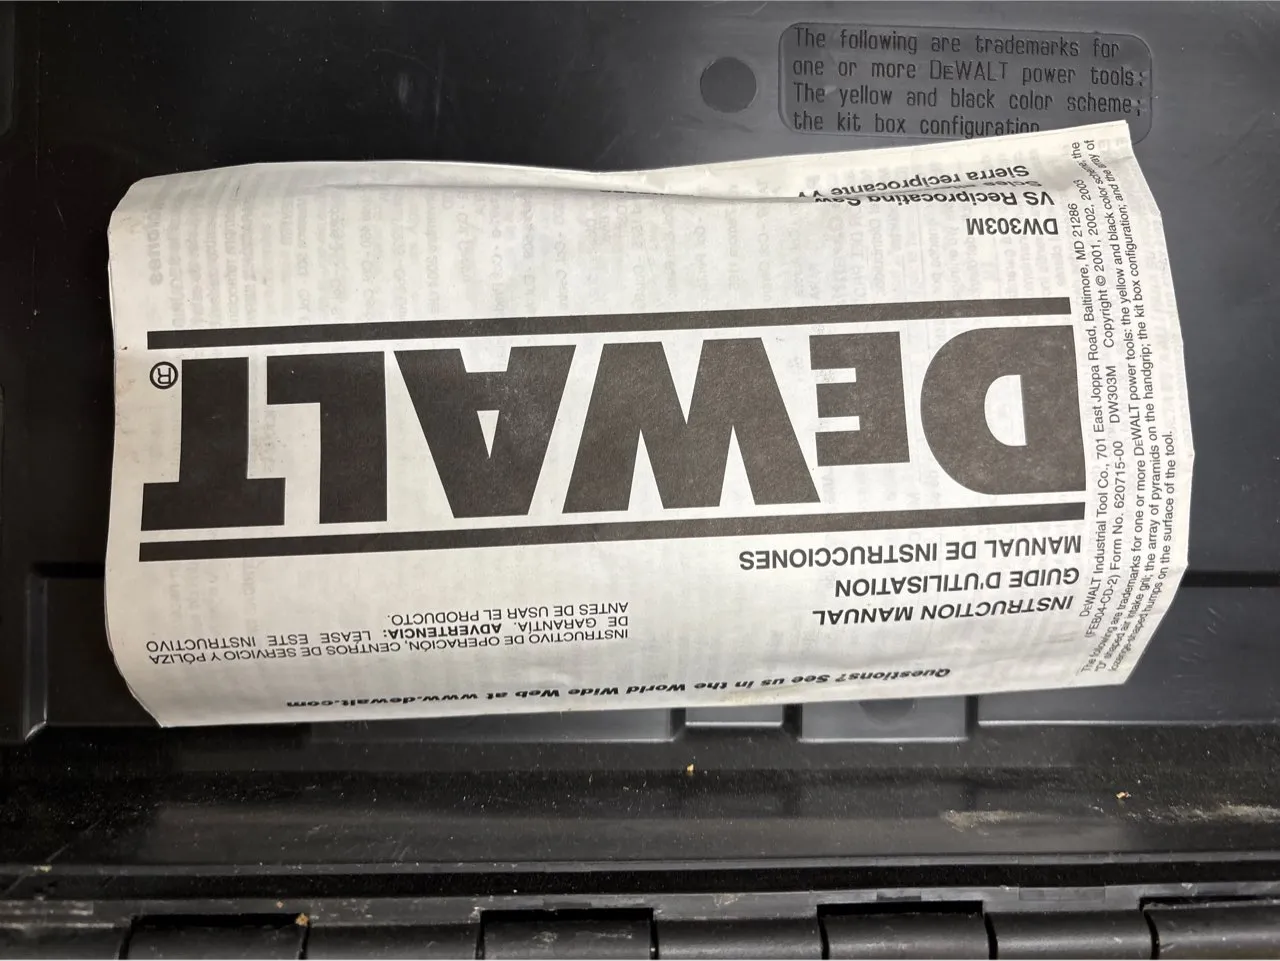 The following are trademarks for
one or more DEWALT power tools:
The yellow and black color scheme;
the kit box configuration
Questions? See us in the World Wide Web at www.dewalt.com
INSTRUCTIVO DE OPERACIÓN, CENTROS DE SERVICIO Y PÓLIZA
DE GARANTÍA. ADVERTENCIA: LÉASE ESTE INSTRUCTIVO
ANTES DE USAR EL PRODUCTO.
INSTRUCTION MANUAL
GUIDE D'UTILISATION
MANUAL DE INSTRUCCIONES
DEWALT®
DW303M
VS Reciprocating Saw
Sierra reciprocante
DEWALT Industrial Tool Co., 701 East Joppa Road, Baltimore, MD 21286
(FEB04-CD-2) Form No. 620715-00 DW303M Copyright © 2001, 2002, 2003
The following are trademarks for one or more DEWALT power tools: the yellow and black color scheme; the
"D" shaped air intake grill; the array of pyramids on the handgrip; the kit box configuration; and the array of
lozenge-shaped humps on the surface of the tool.